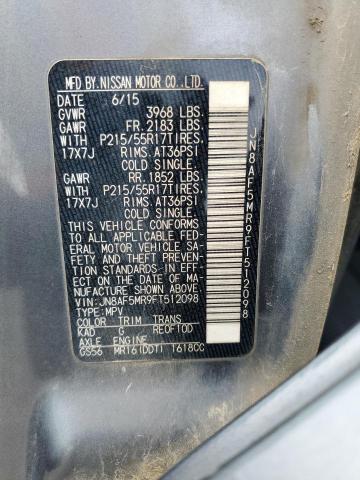 MFD BY.NISSAN MOTOR CO.,LTD.
DATE 6/15
GVWR 3968 LBS.
GAWR FR. 2183 LBS.
WITH P215/55R17TIRES.
17X7J RIMS.AT36PSI
COLD SINGLE.
GAWR RR. 1852 LBS.
WITH P215/55R17TIRES.
17X7J RIMS.AT36PSI
COLD SINGLE.
THIS VEHICLE CONFORMS
TO ALL APPLICABLE FED-
ERAL MOTOR VEHICLE SA-
FETY AND THEFT PREVEN-
TION STANDARDS IN EFF-
ECT ON THE DATE OF MA-
NUFACTURE SHOWN ABOVE.
VIN:JN8AF5MR9FT512098
TYPE:MPV
COLOR TRIM TRANS
KAD G RE0F10D
AXLE ENGINE
GS56 MR16(DDT) 1618CC
JN8AF5MR9FT512098